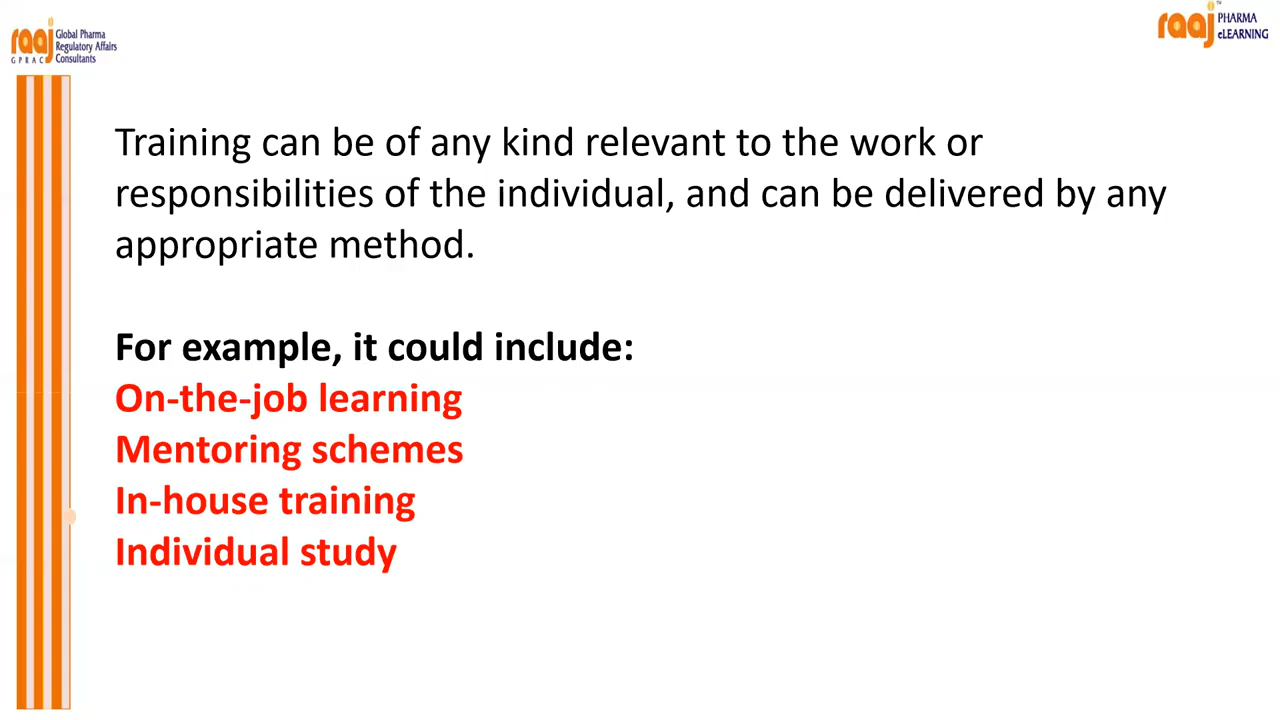 raaj
Global Pharma
Regulatory Affairs
Consultants
GPRAC
raaj
PHARMA
eLEARNING
TM
Training can be of any kind relevant to the work or
responsibilities of the individual, and can be delivered by any
appropriate method.
For example, it could include:
On-the-job learning
Mentoring schemes
In-house training
Individual study